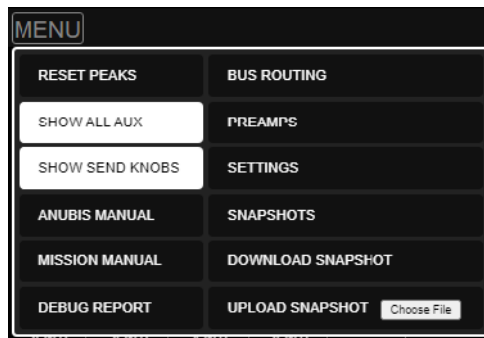 MENU
RESET PEAKS BUS ROUTING
SHOW ALL AUX PREAMPS
SHOW SEND KNOBS SETTINGS
ANUBIS MANUAL SNAPSHOTS
MISSION MANUAL DOWNLOAD SNAPSHOT
DEBUG REPORT UPLOAD SNAPSHOT Choose File